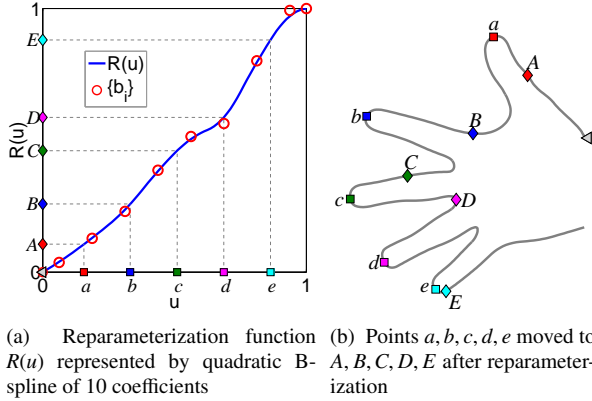 1
E
R(u)
{b_i}
D
R(u)
C
B
A
0
0 a b c d e 1
u
a
A
b
B
C
c
D
d
e
E
(a) Reparameterization function
R(u) represented by quadratic B-
spline of 10 coefficients
(b) Points a, b, c, d, e moved to
A, B, C, D, E after reparameter-
ization